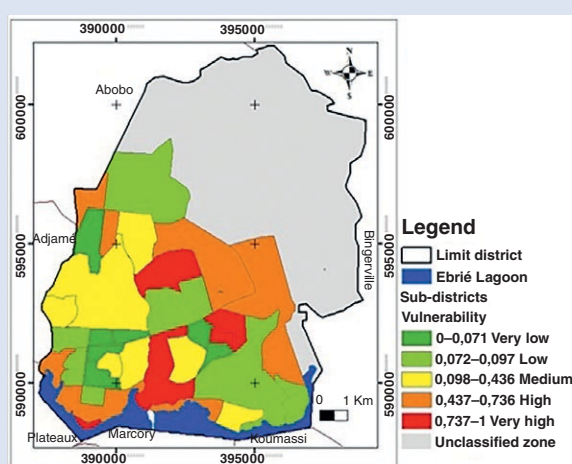 390000 395000
N
W E
S
Abobo
600000 600000
Adjamé
595000 595000
Bingerville
590000 590000
0 1 Km
Plateaux Marcory Koumassi
390000 395000
Legend
Limit district
Ebrié Lagoon
Sub-districts
Vulnerability
0–0,071 Very low
0,072–0,097 Low
0,098–0,436 Medium
0,437–0,736 High
0,737–1 Very high
Unclassified zone